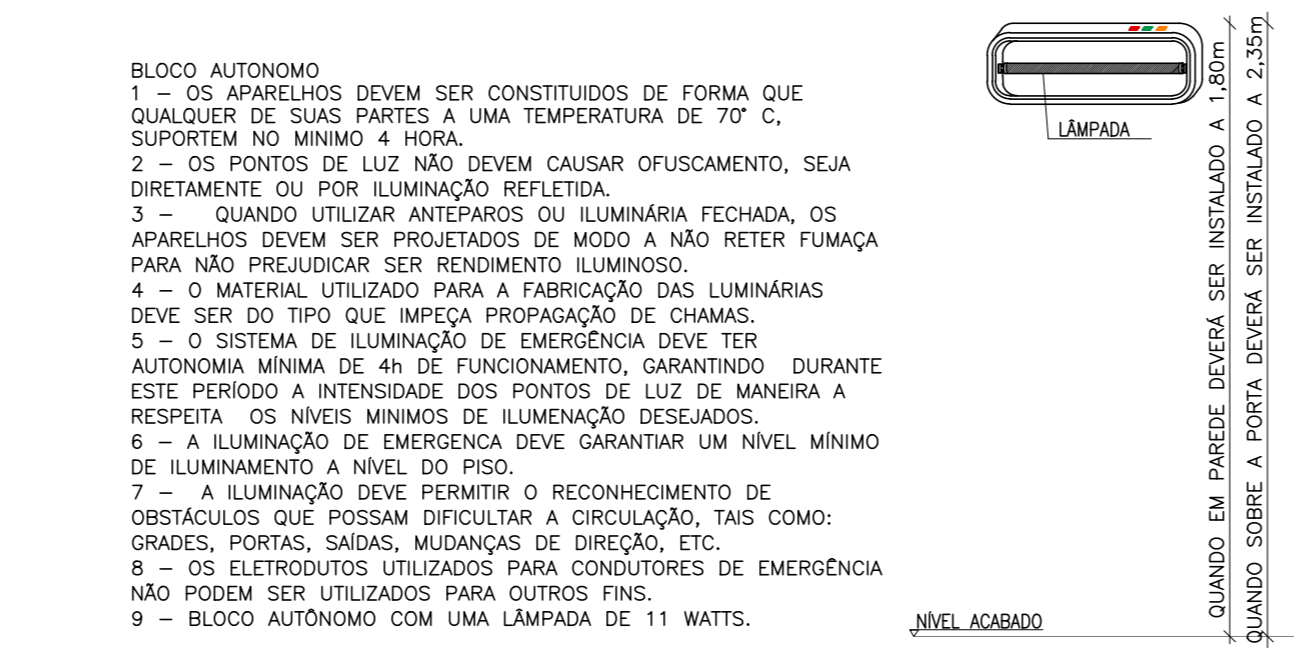 BLOCO AUTONOMO
1 – OS APARELHOS DEVEM SER CONSTITUIDOS DE FORMA QUE
QUALQUER DE SUAS PARTES A UMA TEMPERATURA DE 70° C,
SUPORTEM NO MINIMO 4 HORA.
2 – OS PONTOS DE LUZ NÃO DEVEM CAUSAR OFUSCAMENTO, SEJA
DIRETAMENTE OU POR ILUMINAÇÃO REFLETIDA.
3 – QUANDO UTILIZAR ANTEPAROS OU ILUMINÁRIA FECHADA, OS
APARELHOS DEVEM SER PROJETADOS DE MODO A NÃO RETER FUMAÇA
PARA NÃO PREJUDICAR SER RENDIMENTO ILUMINOSO.
4 – O MATERIAL UTILIZADO PARA A FABRICAÇÃO DAS LUMINÁRIAS
DEVE SER DO TIPO QUE IMPEÇA PROPAGAÇÃO DE CHAMAS.
5 – O SISTEMA DE ILUMINAÇÃO DE EMERGÊNCIA DEVE TER
AUTONOMIA MÍNIMA DE 4h DE FUNCIONAMENTO, GARANTINDO DURANTE
ESTE PERÍODO A INTENSIDADE DOS PONTOS DE LUZ DE MANEIRA A
RESPEITA OS NÍVEIS MINIMOS DE ILUMENAÇÃO DESEJADOS.
6 – A ILUMINAÇÃO DE EMERGENCA DEVE GARANTIAR UM NÍVEL MÍNIMO
DE ILUMINAMENTO A NÍVEL DO PISO.
7 – A ILUMINAÇÃO DEVE PERMITIR O RECONHECIMENTO DE
OBSTÁCULOS QUE POSSAM DIFICULTAR A CIRCULAÇÃO, TAIS COMO:
GRADES, PORTAS, SAÍDAS, MUDANÇAS DE DIREÇÃO, ETC.
8 – OS ELETRODUTOS UTILIZADOS PARA CONDUTORES DE EMERGÊNCIA
NÃO PODEM SER UTILIZADOS PARA OUTROS FINS.
9 – BLOCO AUTÔNOMO COM UMA LÂMPADA DE 11 WATTS.
LÂMPADA
NÍVEL ACABADO
QUANDO EM PAREDE DEVERÁ SER INSTALADO A 1,80m
QUANDO SOBRE A PORTA DEVERÁ SER INSTALADO A 2,35m